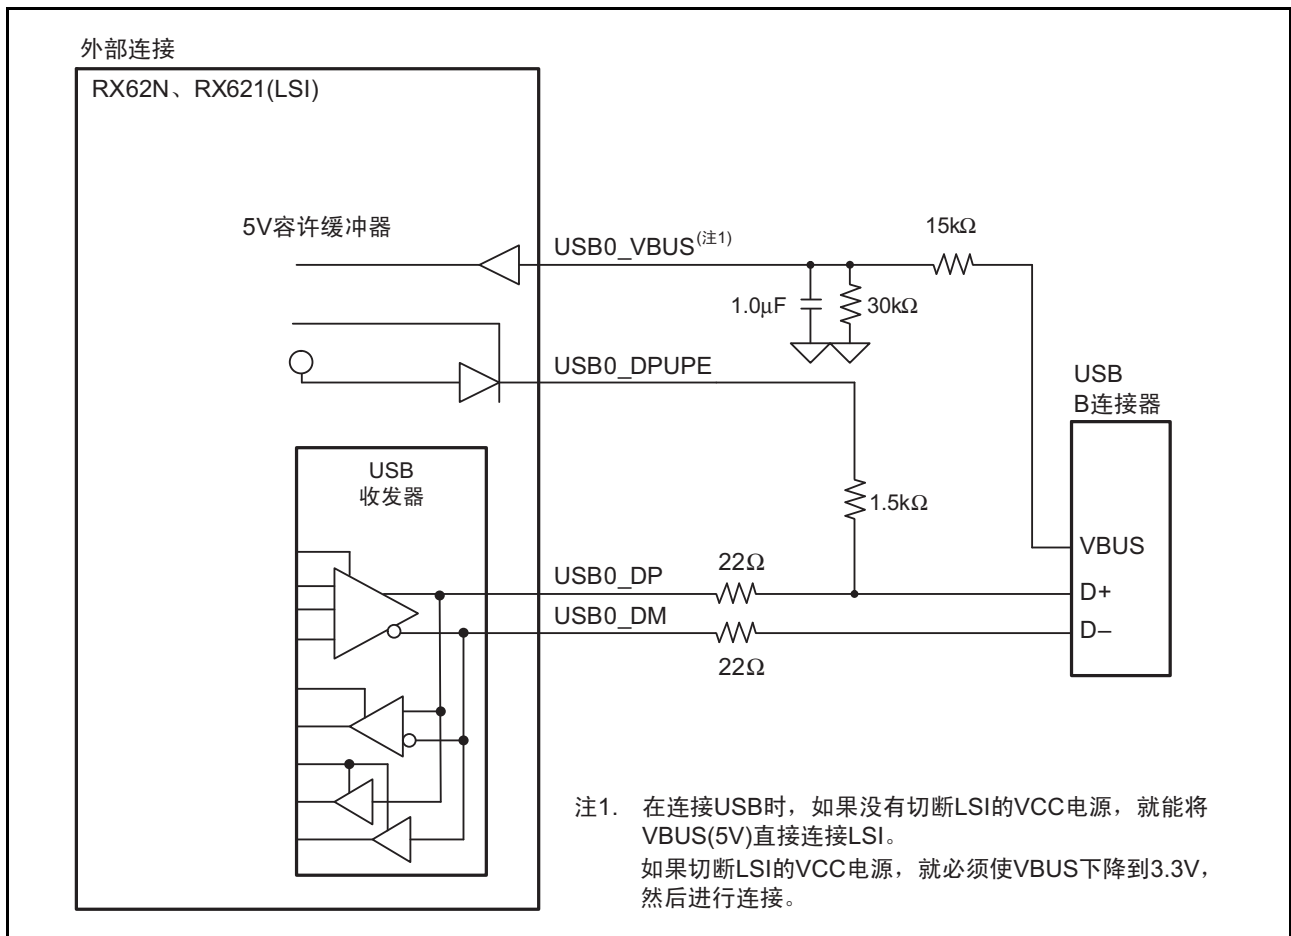 外部连接
RX62N、RX621(LSI)
5V容许缓冲器
USB0_VBUS(注1)
15kΩ
1.0μF
30kΩ
USB0_DPUPE
USB
B连接器
USB
收发器
1.5kΩ
VBUS
22Ω
USB0_DP
D+
USB0_DM
D–
22Ω
注1. 在连接USB时，如果没有切断LSI的VCC电源，就能将
VBUS(5V)直接连接LSI。
如果切断LSI的VCC电源，就必须使VBUS下降到3.3V，
然后进行连接。